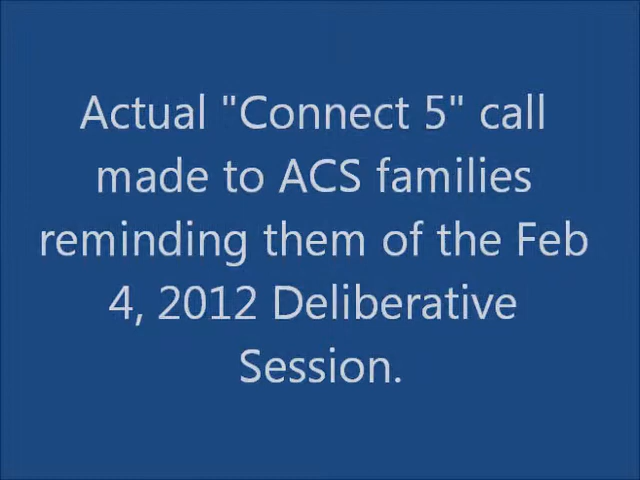 Actual "Connect 5" call
made to ACS families
reminding them of the Feb
4, 2012 Deliberative
Session.